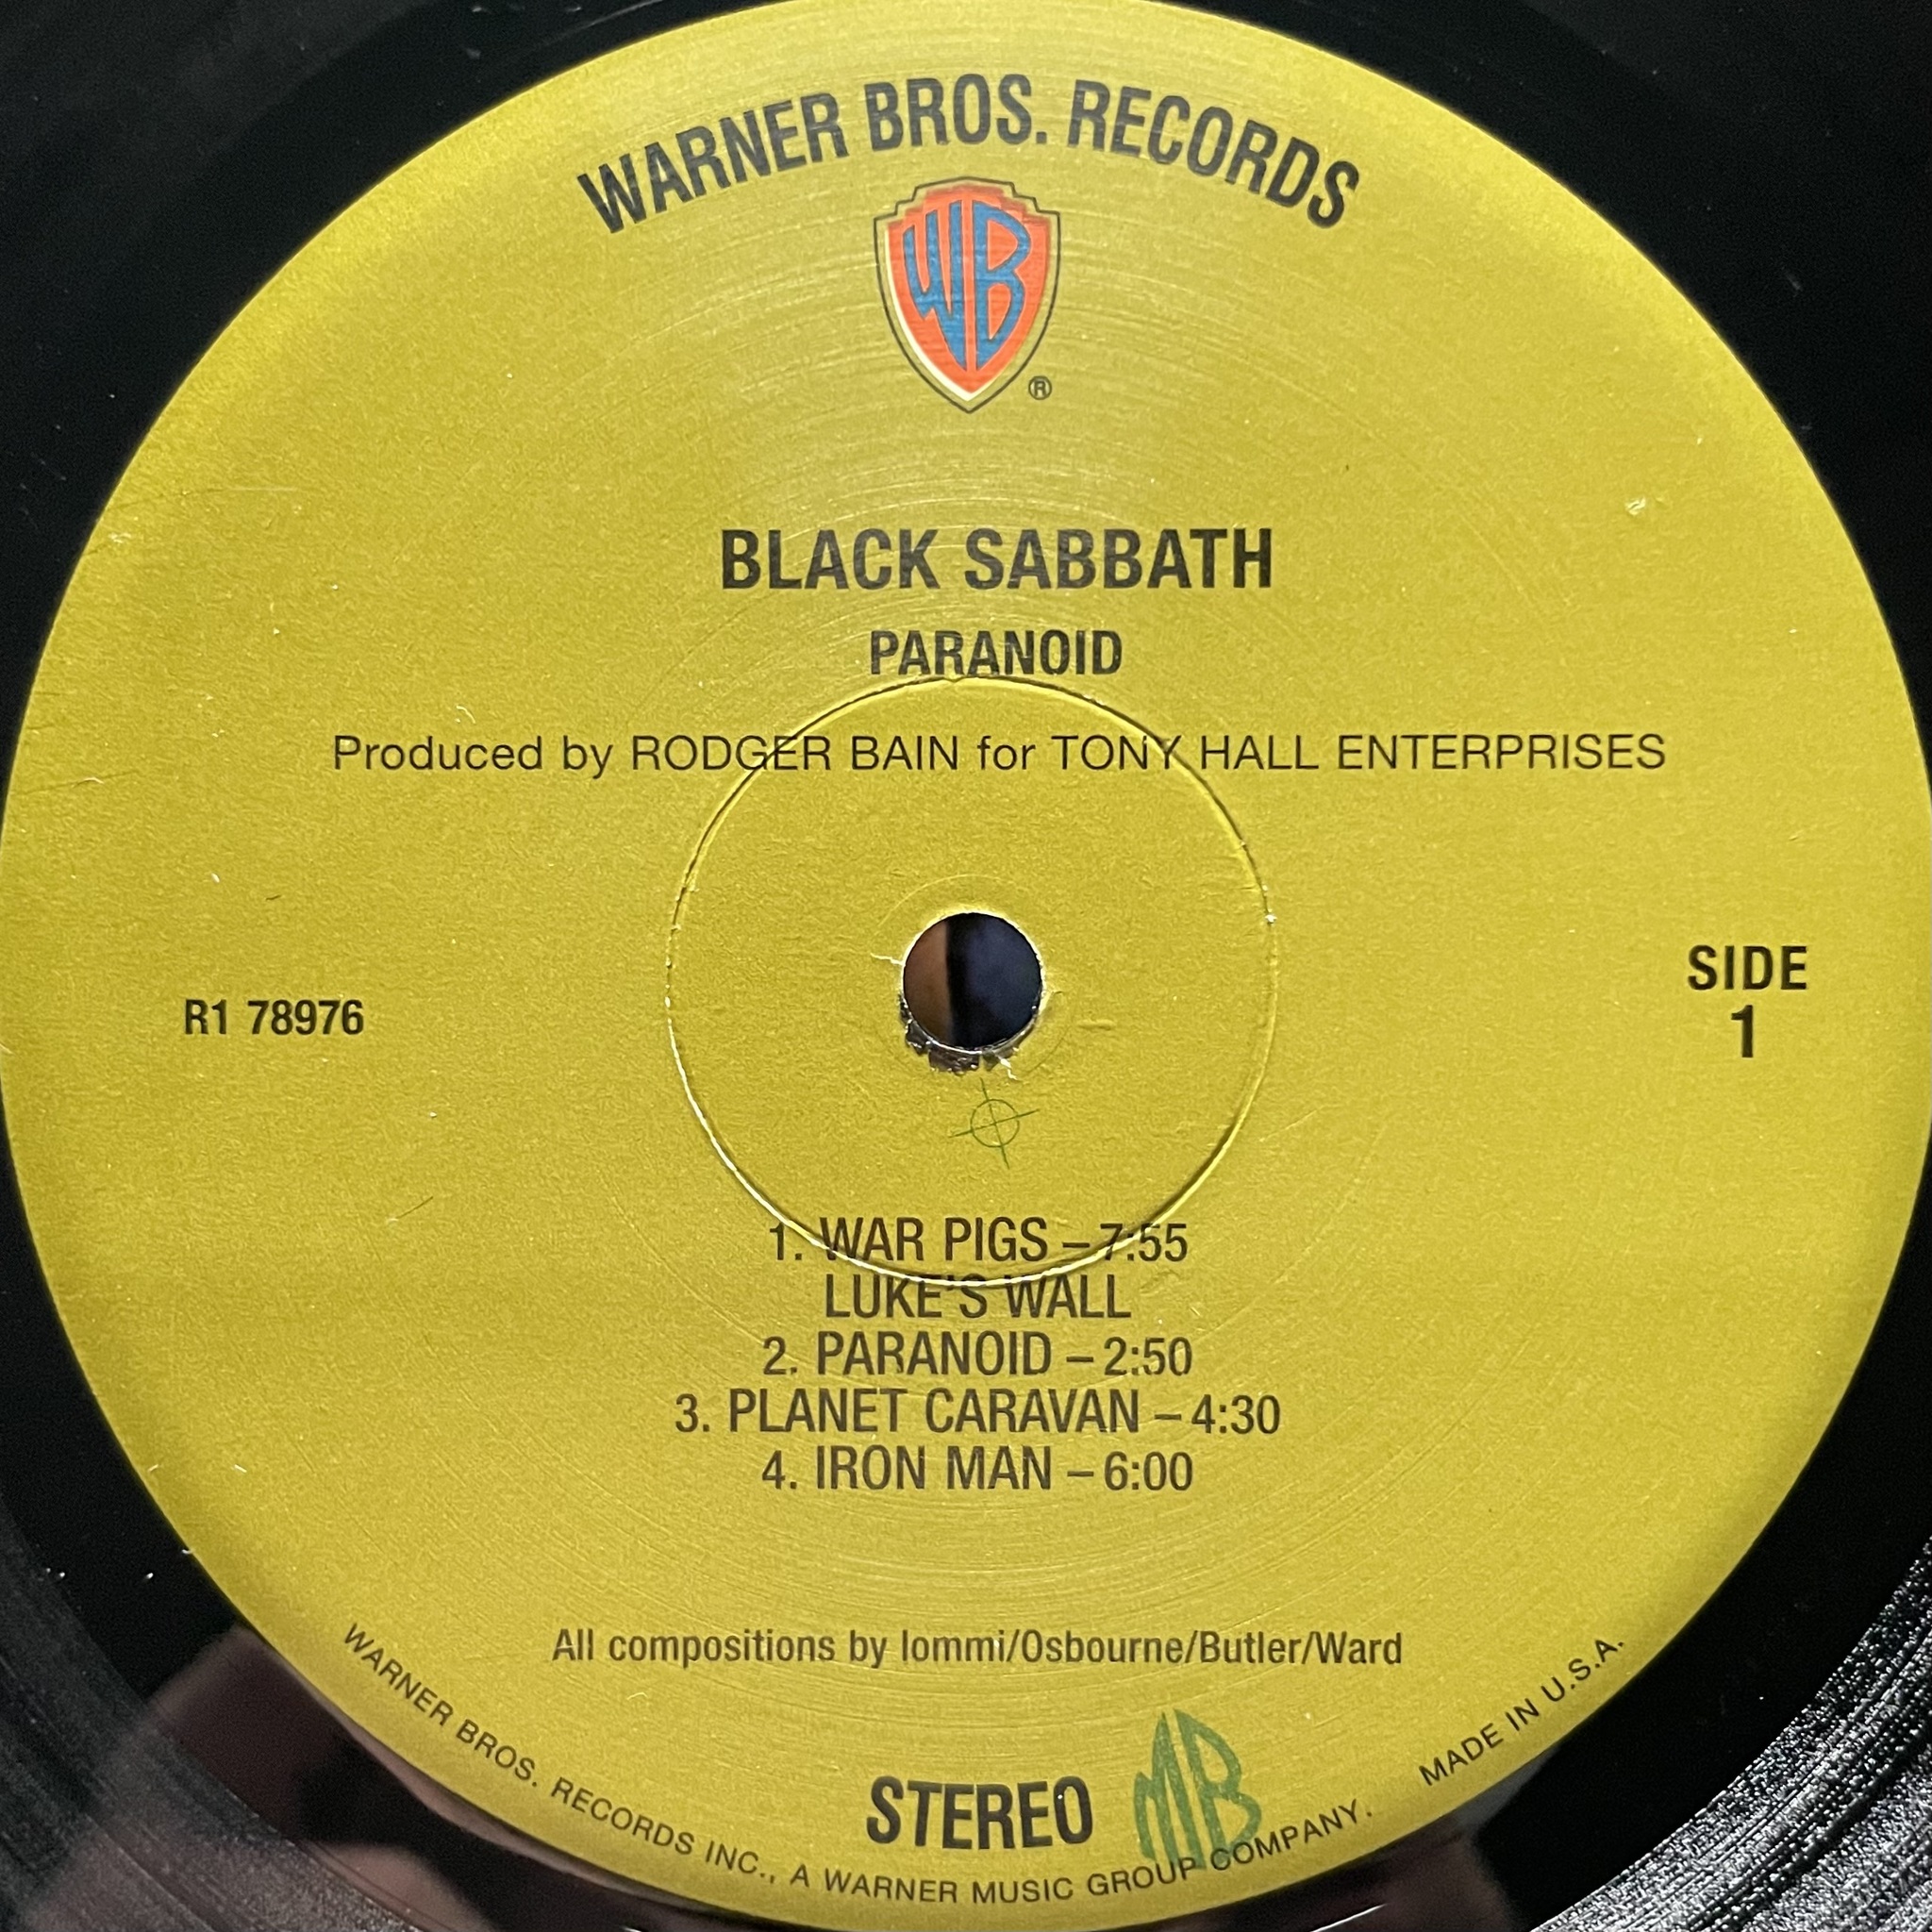 WARNER BROS. RECORDS
WB
®
BLACK SABBATH
PARANOID
Produced by RODGER BAIN for TONY HALL ENTERPRISES
R1 78976
SIDE
1
1. WAR PIGS – 7:55
LUKE'S WALL
2. PARANOID – 2:50
3. PLANET CARAVAN – 4:30
4. IRON MAN – 6:00
All compositions by Iommi/Osbourne/Butler/Ward
STEREO
WB
WARNER BROS. RECORDS INC., A WARNER MUSIC GROUP COMPANY. MADE IN U.S.A.